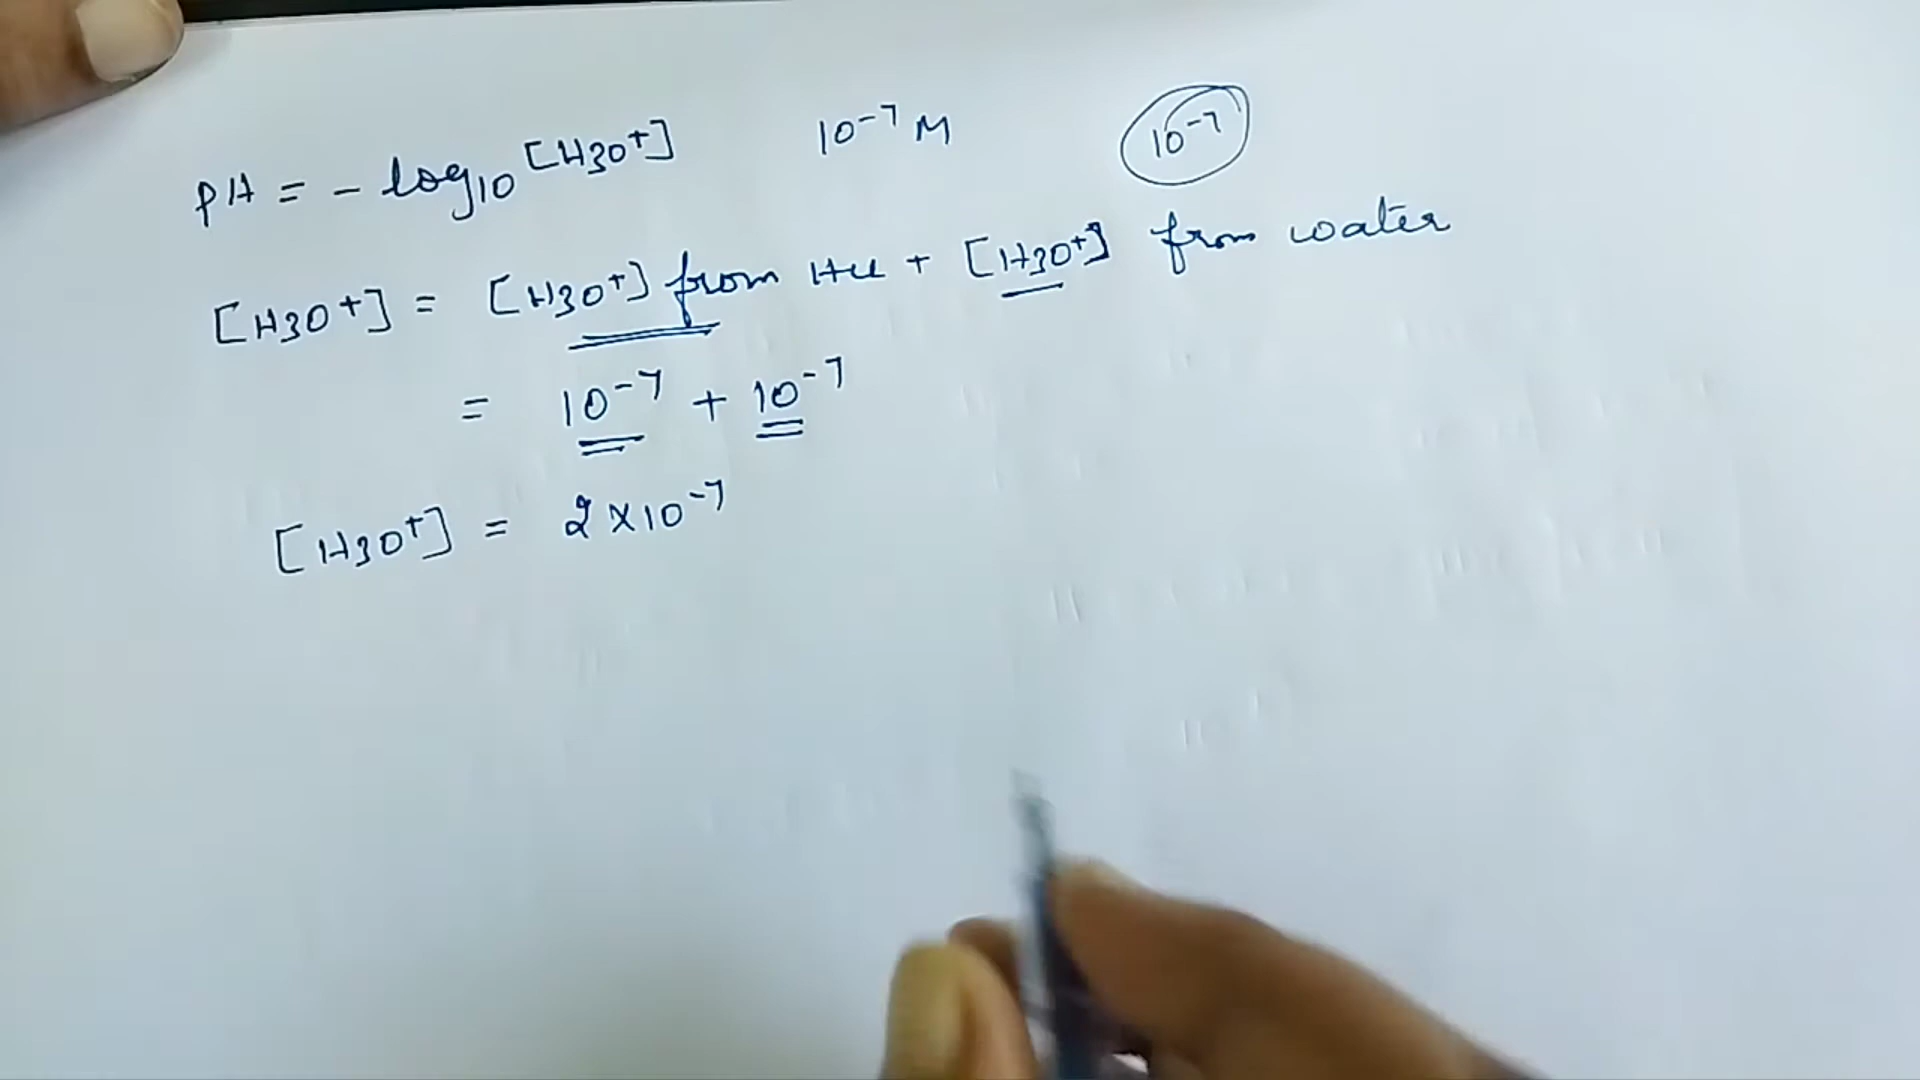 pH = - log₁₀ [H3O⁺] 10⁻⁷ M 10⁻⁷
[H3O⁺] = [H3O⁺] from HCl + [H3O⁺] from water
= 10⁻⁷ + 10⁻⁷
[H3O⁺] = 2 × 10⁻⁷